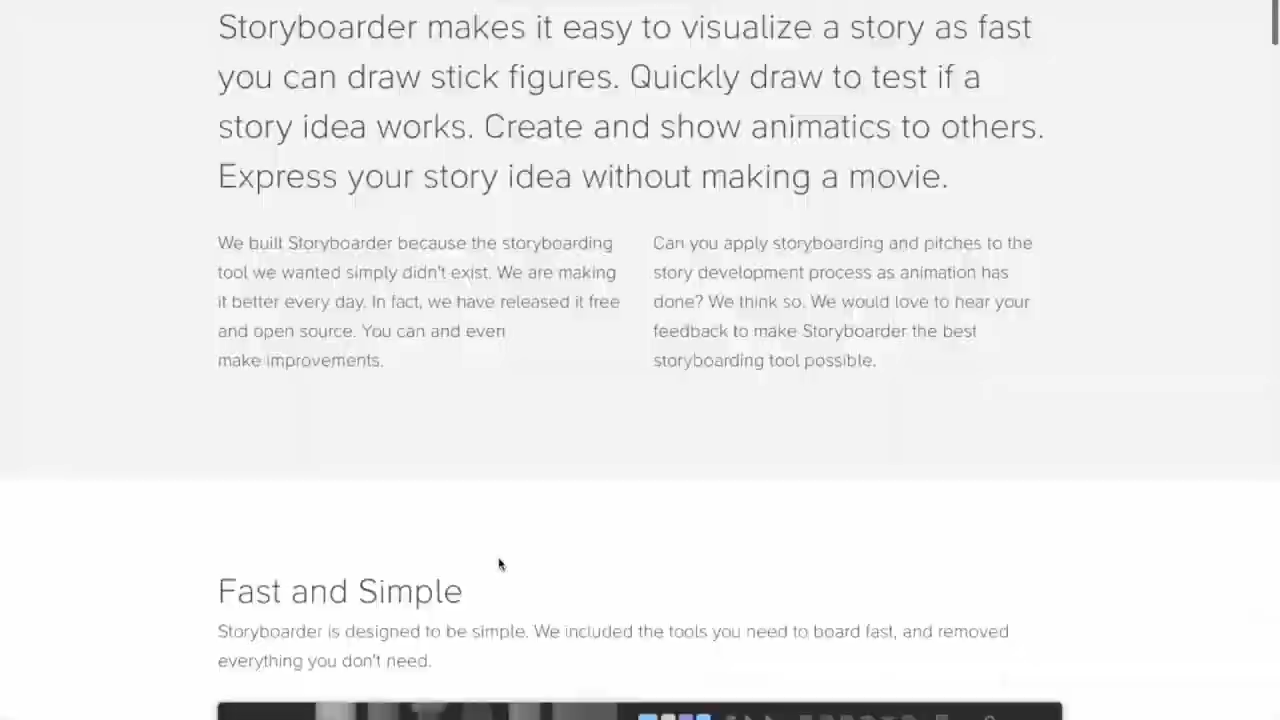 Storyboarder makes it easy to visualize a story as fast
you can draw stick figures. Quickly draw to test if a
story idea works. Create and show animatics to others.
Express your story idea without making a movie.
We built Storyboarder because the storyboarding
tool we wanted simply didn't exist. We are making
it better every day. In fact, we have released it free
and open source. You can and even
make improvements.
Can you apply storyboarding and pitches to the
story development process as animation has
done? We think so. We would love to hear your
feedback to make Storyboarder the best
storyboarding tool possible.
Fast and Simple
Storyboarder is designed to be simple. We included the tools you need to board fast, and removed
everything you don't need.